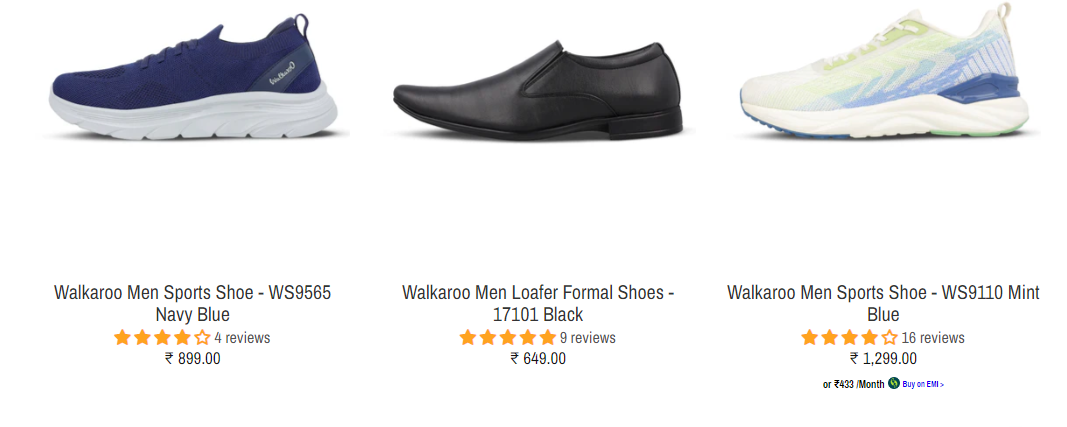 Walkaroo
Walkaroo Men Sports Shoe - WS9565
Navy Blue
4 reviews
₹ 899.00
Walkaroo Men Loafer Formal Shoes -
17101 Black
9 reviews
₹ 649.00
Walkaroo Men Sports Shoe - WS9110 Mint
Blue
16 reviews
₹ 1,299.00
or ₹433 /Month Buy on EMI >